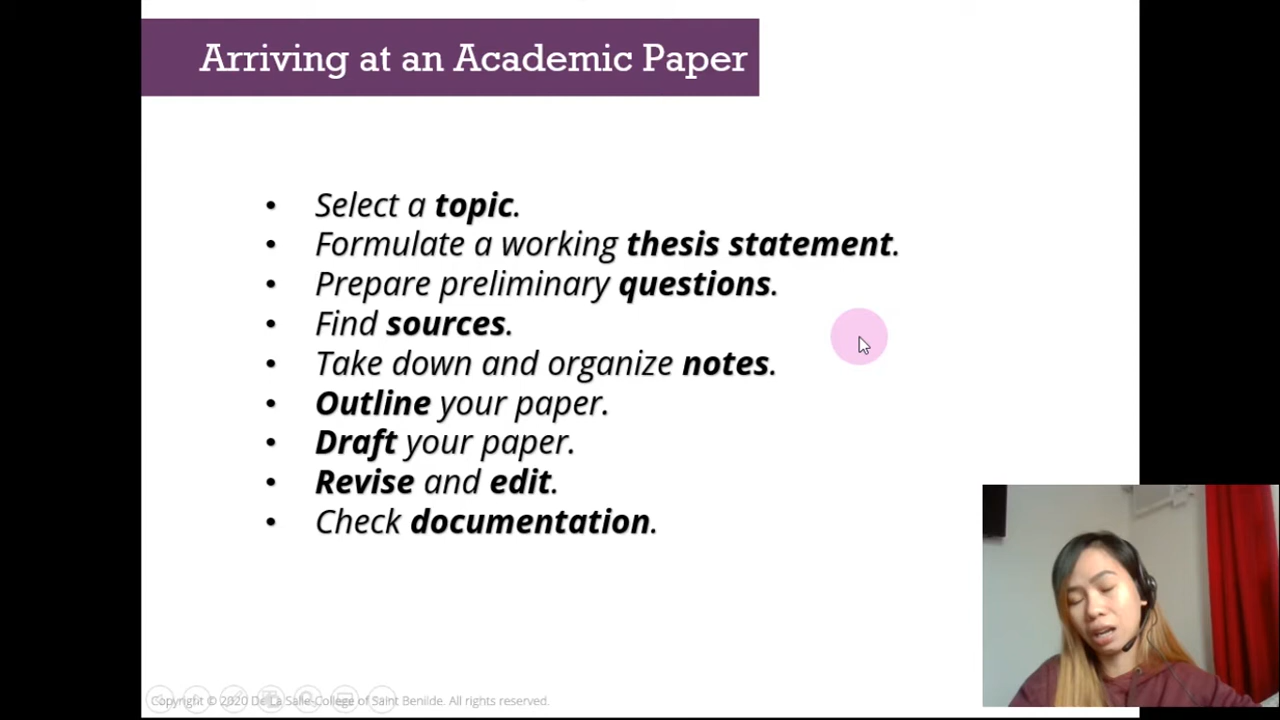 Arriving at an Academic Paper
• Select a topic.
• Formulate a working thesis statement.
• Prepare preliminary questions.
• Find sources.
• Take down and organize notes.
• Outline your paper.
• Draft your paper.
• Revise and edit.
• Check documentation.
Copyright © 2020 De La Salle-College of Saint Benilde. All rights reserved.